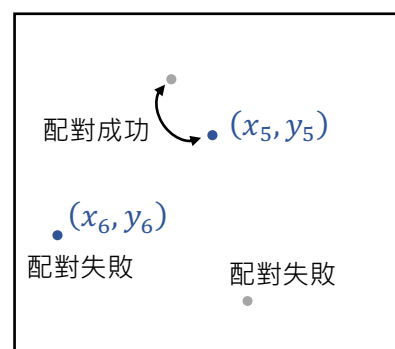 配對成功
(x₅, y₅)
(x₆, y₆)
配對失敗
配對失敗